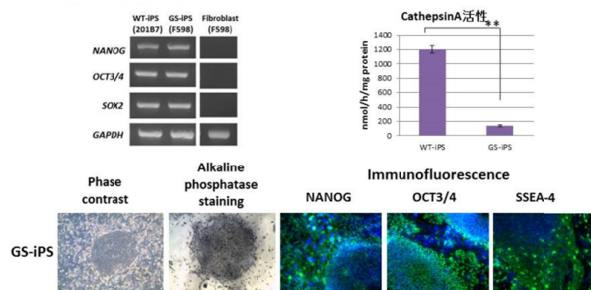 WT-iPS GS-iPS Fibroblast
(201B7) (F598) (F598)
NANOG
OCT3/4
SOK2
GAPDH
CathepsinA活性
**
nmol/h/mg protein
1400
1200
1000
800
600
400
200
0
WT-iPS GS-iPS
Phase
contrast
Alkaline
phosphatase
staining
Immunofluorescence
NANOG OCT3/4 SSEA-4
GS-iPS